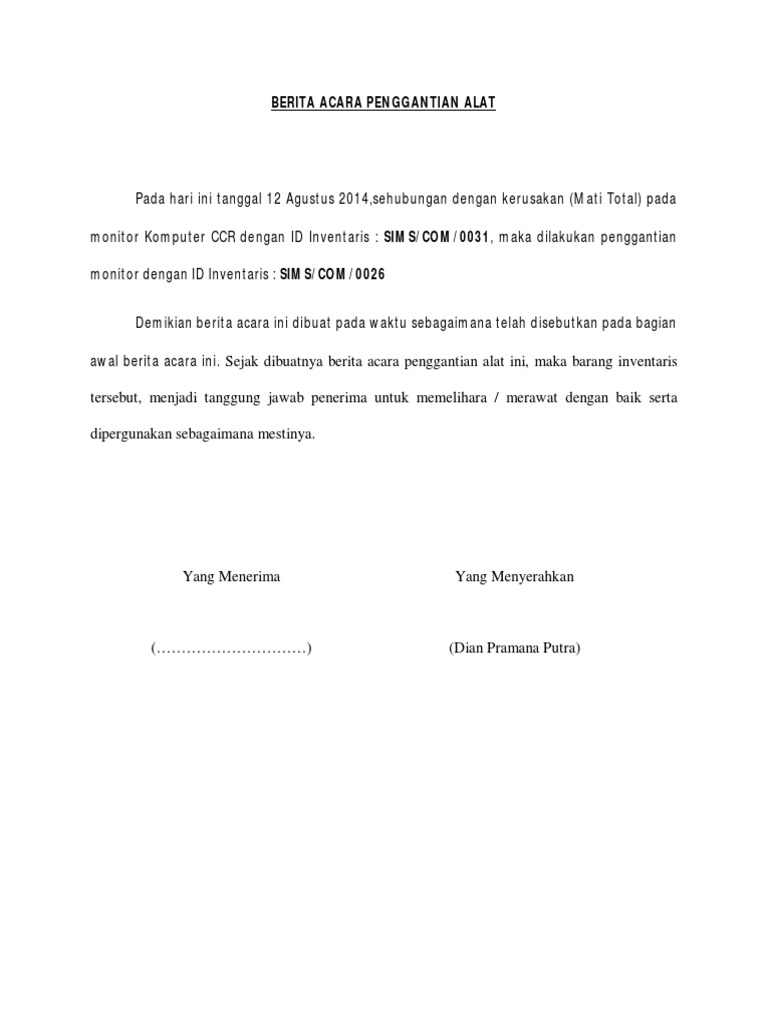 BERITA ACARA PENGGANTIAN ALAT
Pada hari ini tanggal 12 Agustus 2014,sehubungan dengan kerusakan (Mati Total) pada
monitor Komputer CCR dengan ID Inventaris : SIMS/COM/0031, maka dilakukan penggantian
monitor dengan ID Inventaris : SIMS/COM/0026
Demikian berita acara ini dibuat pada waktu sebagaimana telah disebutkan pada bagian
awal berita acara ini. Sejak dibuatnya berita acara penggantian alat ini, maka barang inventaris
tersebut, menjadi tanggung jawab penerima untuk memelihara / merawat dengan baik serta
dipergunakan sebagaimana mestinya.
Yang Menerima Yang Menyerahkan
(…………………………) (Dian Pramana Putra)